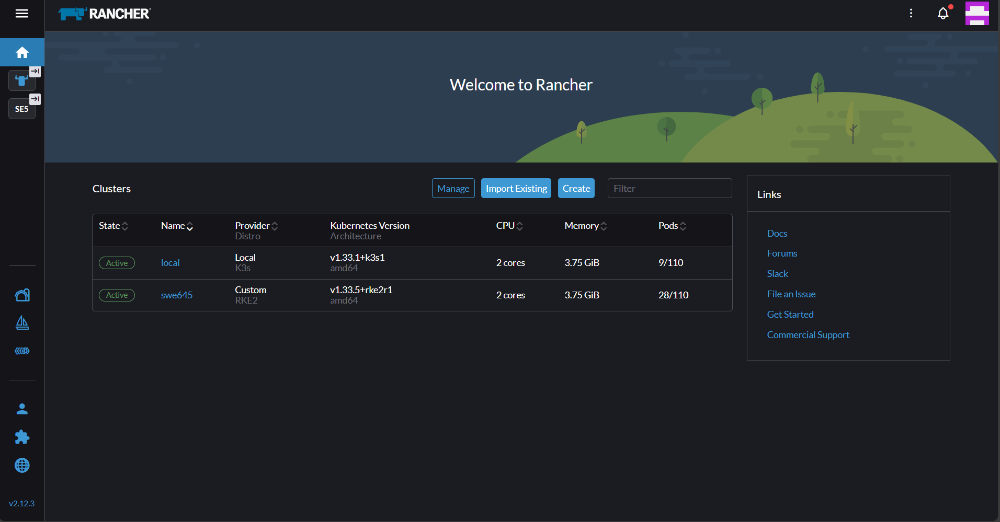 RANCHER
SE5
Welcome to Rancher
Clusters
Manage
Import Existing
Create
Filter
Links
State Name Provider Kubernetes Version CPU Memory Pods
Distro Architecture
Active local Local v1.33.1+k3s1 2 cores 3.75 GiB 9/110
K3s amd64
Active swe645 Custom v1.33.5+rke2r1 2 cores 3.75 GiB 28/110
RKE2 amd64
Docs
Forums
Slack
File an Issue
Get Started
Commercial Support
v2.12.3